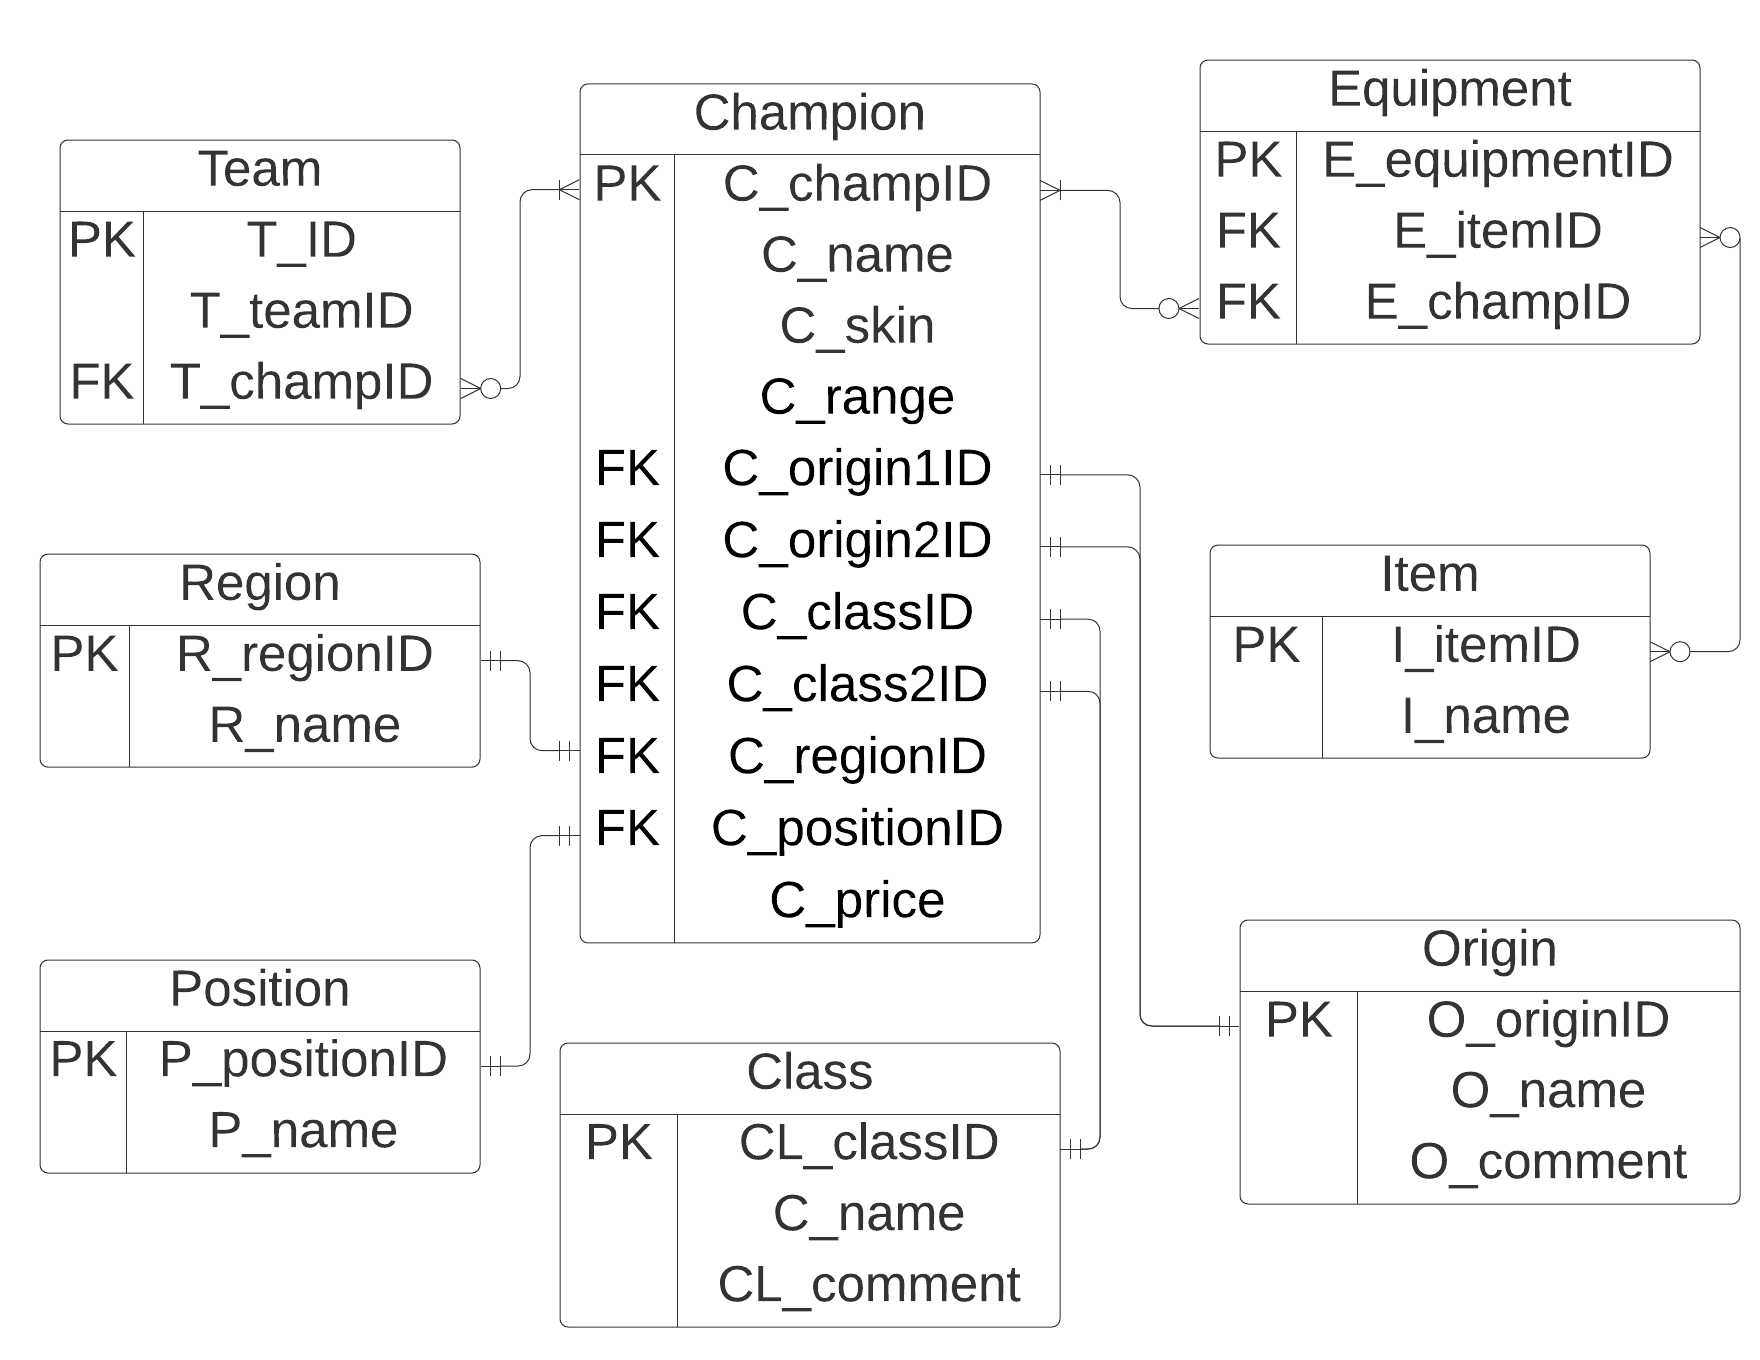 Team
PK T_ID
T_teamID
FK T_champID
Region
PK R_regionID
R_name
Position
PK P_positionID
P_name
Champion
PK C_champID
C_name
C_skin
C_range
FK C_origin1ID
FK C_origin2ID
FK C_classID
FK C_class2ID
FK C_regionID
FK C_positionID
C_price
Class
PK CL_classID
C_name
CL_comment
Equipment
PK E_equipmentID
FK E_itemID
FK E_champID
Item
PK I_itemID
I_name
Origin
PK O_originID
O_name
O_comment